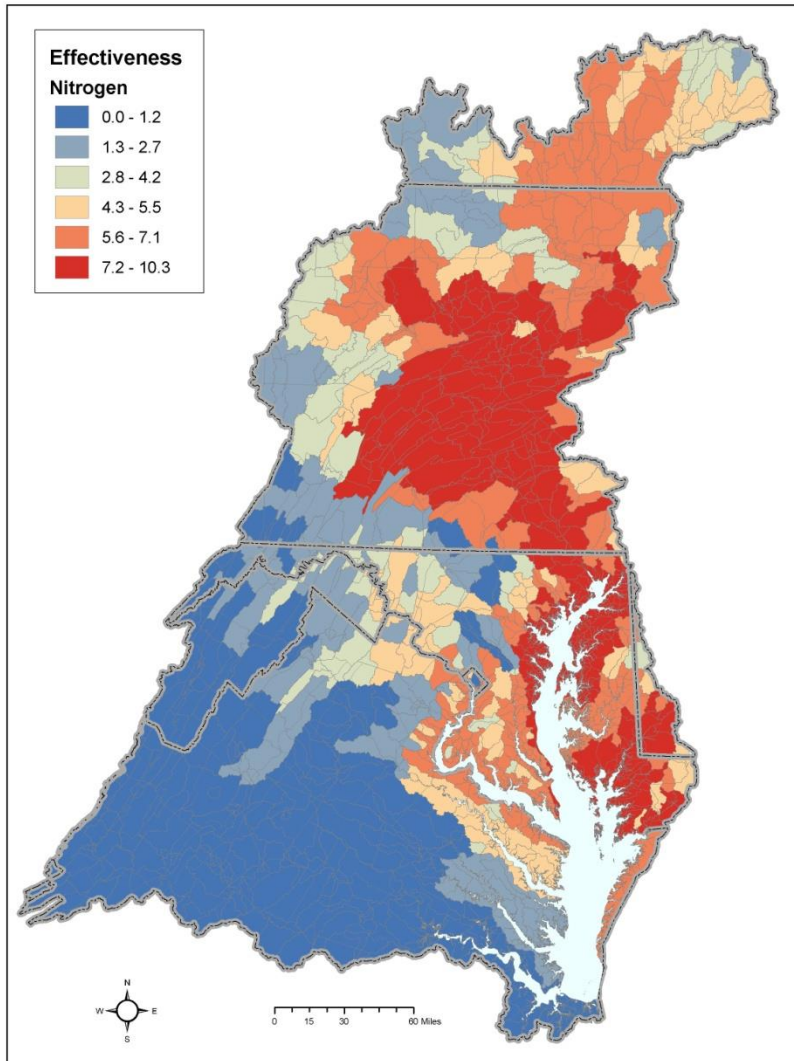 Effectiveness
Nitrogen
0.0 - 1.2
1.3 - 2.7
2.8 - 4.2
4.3 - 5.5
5.6 - 7.1
7.2 - 10.3
N
W E
S
0 15 30 60 Miles